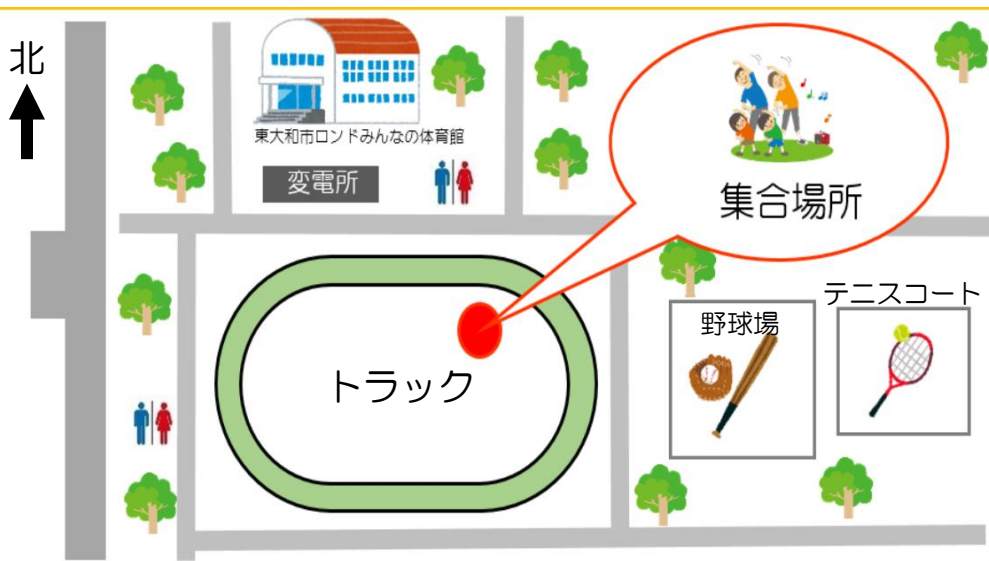 北
東大和市ロンドみんなの体育館
変電所
集合場所
テニスコート
野球場
トラック